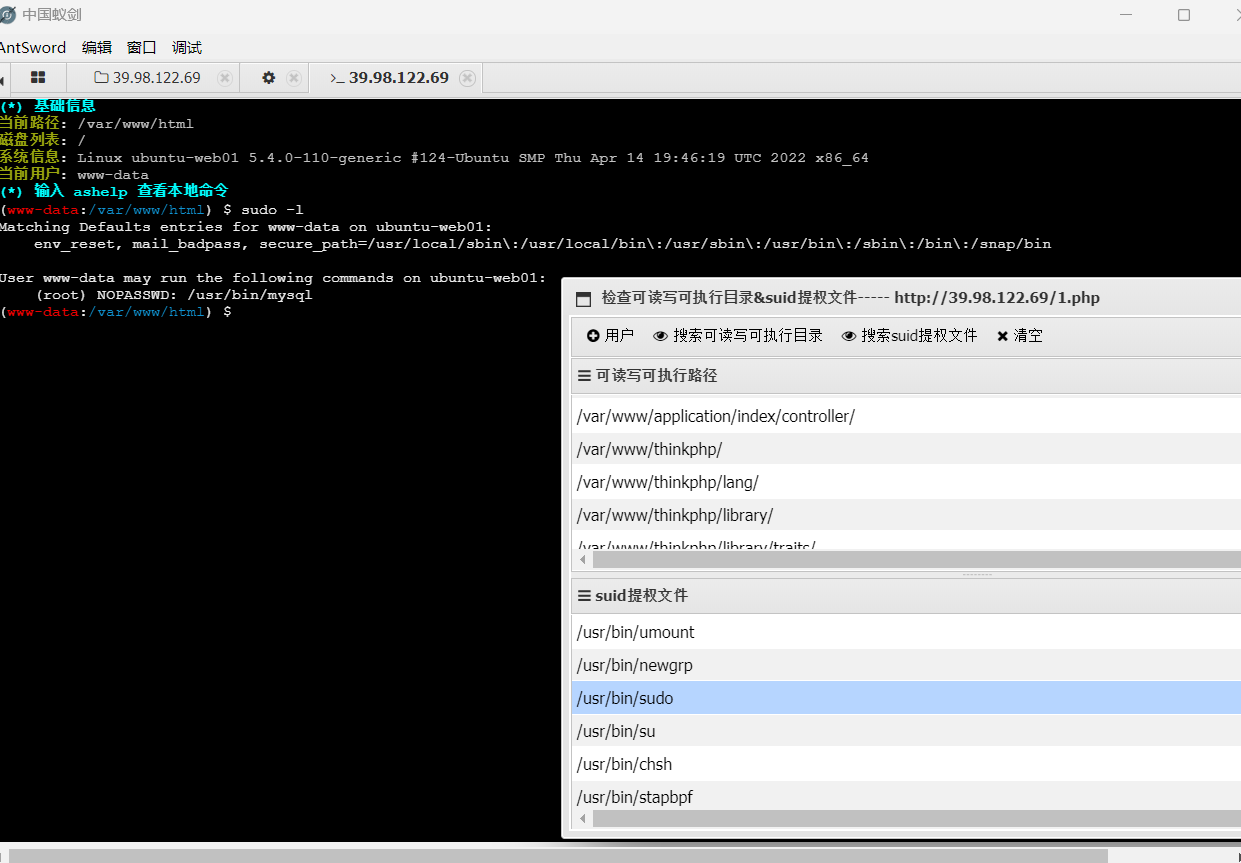 中国蚁剑
AntSword 编辑 窗口 调试
39.98.122.69 39.98.122.69
(*) 基础信息
当前路径: /var/www/html
磁盘列表: /
系统信息: Linux ubuntu-web01 5.4.0-110-generic #124-Ubuntu SMP Thu Apr 14 19:46:19 UTC 2022 x86_64
当前用户: www-data
(*) 输入 ashelp 查看本地命令
(www-data:/var/www/html) $ sudo -l
Matching Defaults entries for www-data on ubuntu-web01:
env_reset, mail_badpass, secure_path=/usr/local/sbin\:/usr/local/bin\:/usr/sbin\:/usr/bin\:/sbin\:/bin\:/snap/bin
User www-data may run the following commands on ubuntu-web01:
(root) NOPASSWD: /usr/bin/mysql
(www-data:/var/www/html) $
检查可读写可执行目录&suid提权文件----- http://39.98.122.69/1.php
用户 搜索可读写可执行目录 搜索suid提权文件 清空
可读写可执行路径
/var/www/application/index/controller/
/var/www/thinkphp/
/var/www/thinkphp/lang/
/var/www/thinkphp/library/
/var/www/thinkphp/library/traits/
suid提权文件
/usr/bin/umount
/usr/bin/newgrp
/usr/bin/sudo
/usr/bin/su
/usr/bin/chsh
/usr/bin/stapbpf